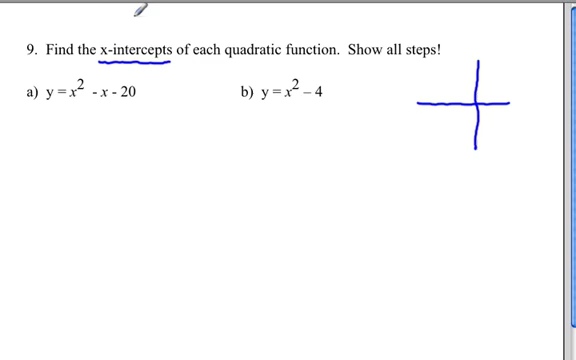 9. Find the x-intercepts of each quadratic function. Show all steps!
a) y = x² - x - 20 b) y = x² – 4